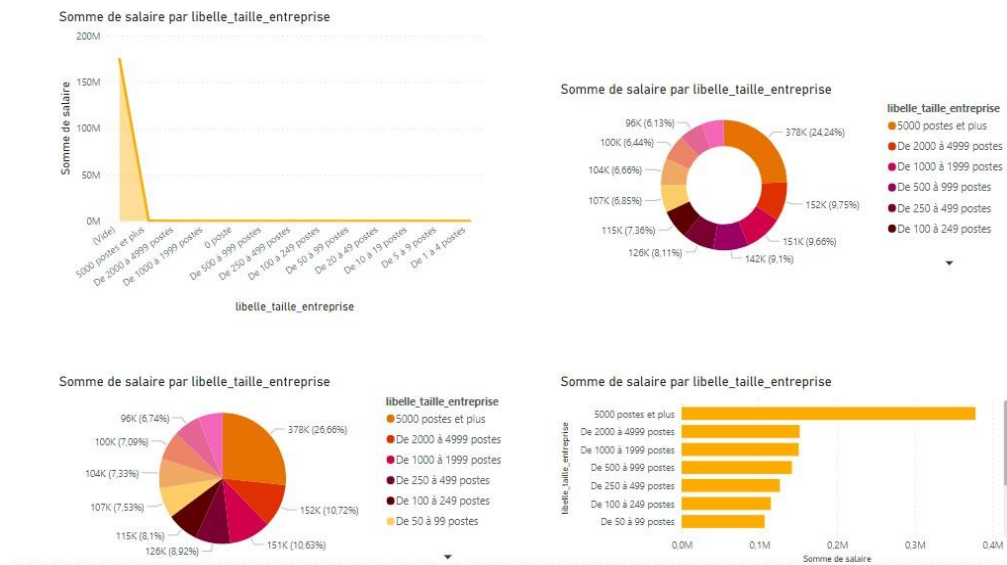 Somme de salaire par libelle_taille_entreprise
200M
150M
100M
50M
0M
Somme de salaire
(Vide)
5000 postes et plus
De 2000 à 4999 postes
De 1000 à 1999 postes
0 poste
De 500 à 999 postes
De 250 à 499 postes
De 100 à 249 postes
De 50 à 99 postes
De 20 à 49 postes
De 10 à 19 postes
De 5 à 9 postes
De 1 à 4 postes
libelle_taille_entreprise
Somme de salaire par libelle_taille_entreprise
96K (6,13%)
100K (6,44%)
104K (6,66%)
107K (6,85%)
115K (7,36%)
126K (8,11%)
142K (9,1%)
151K (9,66%)
152K (9,75%)
378K (24,24%)
libelle_taille_entreprise
5000 postes et plus
De 2000 à 4999 postes
De 1000 à 1999 postes
De 500 à 999 postes
De 250 à 499 postes
De 100 à 249 postes
Somme de salaire par libelle_taille_entreprise
96K (6,74%)
100K (7,09%)
104K (7,33%)
107K (7,53%)
115K (8,1%)
126K (8,92%)
151K (10,63%)
152K (10,72%)
378K (26,66%)
libelle_taille_entreprise
5000 postes et plus
De 2000 à 4999 postes
De 1000 à 1999 postes
De 250 à 499 postes
De 100 à 249 postes
De 50 à 99 postes
Somme de salaire par libelle_taille_entreprise
libelle_taille_entreprise
5000 postes et plus
De 2000 à 4999 postes
De 1000 à 1999 postes
De 500 à 999 postes
De 250 à 499 postes
De 100 à 249 postes
De 50 à 99 postes
0,0M
0,1M
0,2M
0,3M
0,4M
Somme de salaire